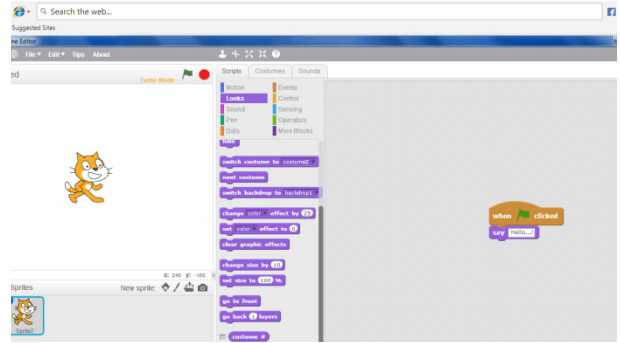 Search the web...
Suggested Sites
ne Editor
File Edit Tips About
ed
Turbo Mode
Scripts Costumes Sounds
Motion Events
Looks Control
Sound Sensing
Pen Operators
Data More Blocks
hide
switch costume to costume2
next costume
switch backdrop to backdrop1
change color effect by 25
set color effect to 0
clear graphic effects
change size by 10
set size to 100 %
go to front
go back 1 layers
costume #
when clicked
say Hello...!
x: 240 y: -180
Sprites New sprite:
Sprite2